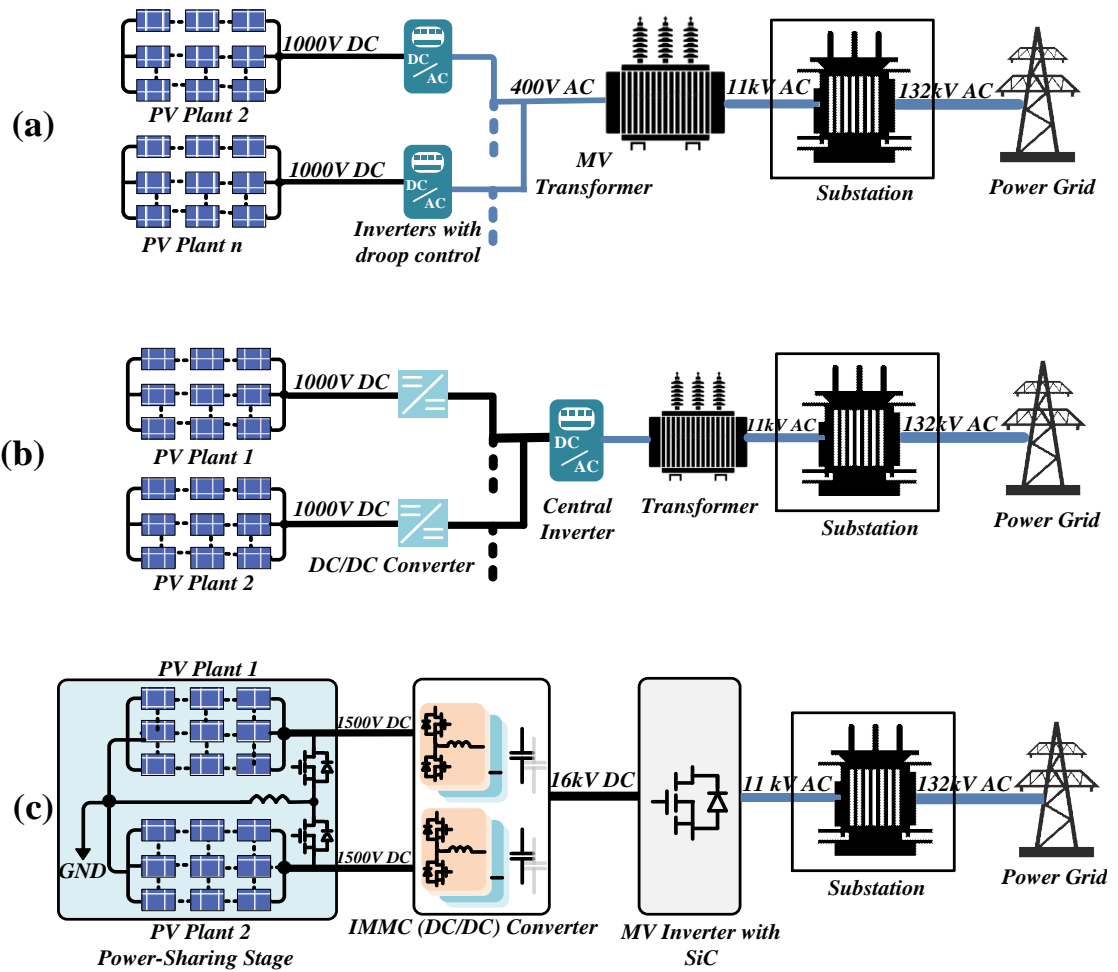 (a)
1000V DC
DC
AC
PV Plant 2
400V AC
11kV AC
132kV AC
1000V DC
DC
AC
PV Plant n
Inverters with
droop control
MV
Transformer
Substation
Power Grid
(b)
1000V DC
PV Plant 1
DC
AC
11kV AC
132kV AC
1000V DC
PV Plant 2
DC/DC Converter
Central
Inverter
Transformer
Substation
Power Grid
(c)
PV Plant 1
1500V DC
16kV DC
11 kV AC
132kV AC
GND
1500V DC
PV Plant 2
Power-Sharing Stage
IMMC (DC/DC) Converter
MV Inverter with
SiC
Substation
Power Grid